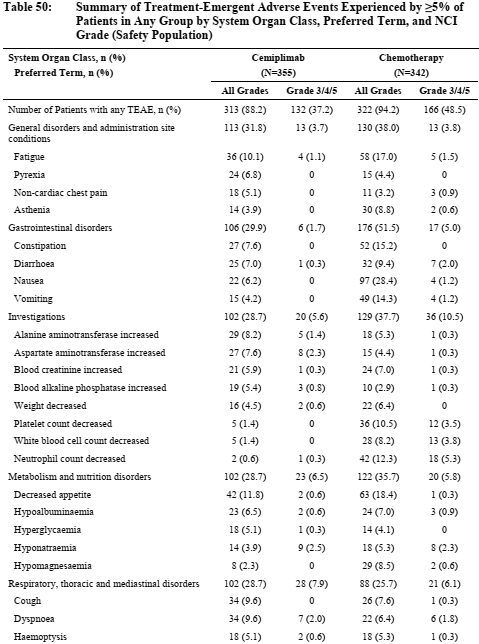 Table 50: Summary of Treatment-Emergent Adverse Events Experienced by ≥5% of
Patients in Any Group by System Organ Class, Preferred Term, and NCI
Grade (Safety Population)
System Organ Class, n (%) Cemiplimab Chemotherapy
Preferred Term, n (%) (N=355) (N=342)
All Grades Grade 3/4/5 All Grades Grade 3/4/5
Number of Patients with any TEAE, n (%) 313 (88.2) 132 (37.2) 322 (94.2) 166 (48.5)
General disorders and administration site 113 (31.8) 13 (3.7) 130 (38.0) 13 (3.8)
conditions
Fatigue 36 (10.1) 4 (1.1) 58 (17.0) 5 (1.5)
Pyrexia 24 (6.8) 0 15 (4.4) 0
Non-cardiac chest pain 18 (5.1) 0 11 (3.2) 3 (0.9)
Asthenia 14 (3.9) 0 30 (8.8) 2 (0.6)
Gastrointestinal disorders 106 (29.9) 6 (1.7) 176 (51.5) 17 (5.0)
Constipation 27 (7.6) 0 52 (15.2) 0
Diarrhoea 25 (7.0) 1 (0.3) 32 (9.4) 7 (2.0)
Nausea 22 (6.2) 0 97 (28.4) 4 (1.2)
Vomiting 15 (4.2) 0 49 (14.3) 4 (1.2)
Investigations 102 (28.7) 20 (5.6) 129 (37.7) 36 (10.5)
Alanine aminotransferase increased 29 (8.2) 5 (1.4) 18 (5.3) 1 (0.3)
Aspartate aminotransferase increased 27 (7.6) 8 (2.3) 15 (4.4) 1 (0.3)
Blood creatinine increased 21 (5.9) 1 (0.3) 24 (7.0) 1 (0.3)
Blood alkaline phosphatase increased 19 (5.4) 3 (0.8) 10 (2.9) 1 (0.3)
Weight decreased 16 (4.5) 2 (0.6) 22 (6.4) 0
Platelet count decreased 5 (1.4) 0 36 (10.5) 12 (3.5)
White blood cell count decreased 5 (1.4) 0 28 (8.2) 13 (3.8)
Neutrophil count decreased 2 (0.6) 1 (0.3) 42 (12.3) 18 (5.3)
Metabolism and nutrition disorders 102 (28.7) 23 (6.5) 122 (35.7) 20 (5.8)
Decreased appetite 42 (11.8) 2 (0.6) 63 (18.4) 1 (0.3)
Hypoalbuminaemia 23 (6.5) 2 (0.6) 24 (7.0) 3 (0.9)
Hyperglycaemia 18 (5.1) 1 (0.3) 14 (4.1) 0
Hyponatraemia 14 (3.9) 9 (2.5) 18 (5.3) 8 (2.3)
Hypomagnesaemia 8 (2.3) 0 29 (8.5) 2 (0.6)
Respiratory, thoracic and mediastinal disorders 102 (28.7) 28 (7.9) 88 (25.7) 21 (6.1)
Cough 34 (9.6) 0 26 (7.6) 1 (0.3)
Dyspnoea 34 (9.6) 7 (2.0) 22 (6.4) 6 (1.8)
Haemoptysis 18 (5.1) 2 (0.6) 18 (5.3) 1 (0.3)